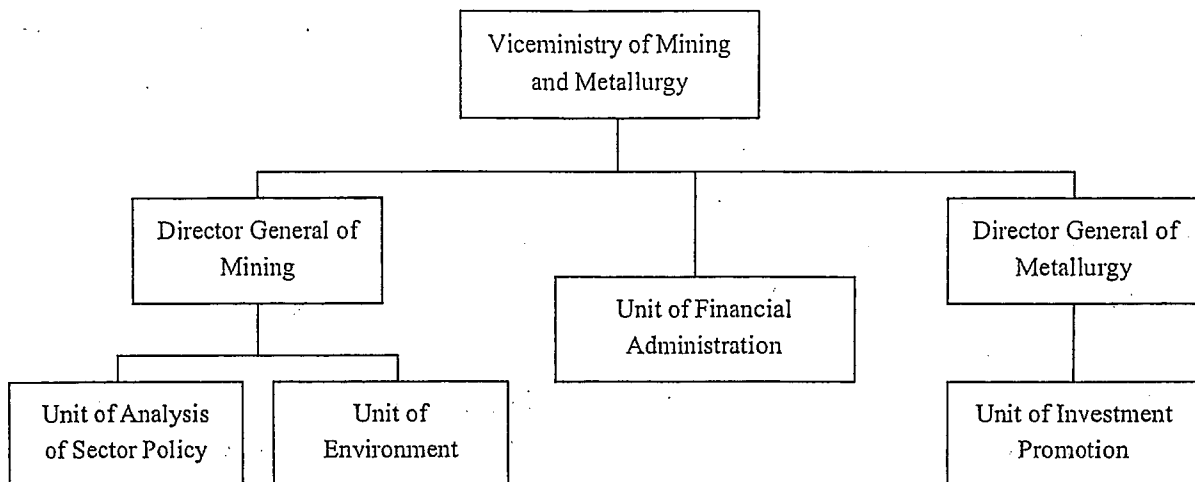 Viceministry of Mining
and Metallurgy
Director General of
Mining
Unit of Financial
Administration
Director General of
Metallurgy
Unit of Analysis
of Sector Policy
Unit of
Environment
Unit of Investment
Promotion